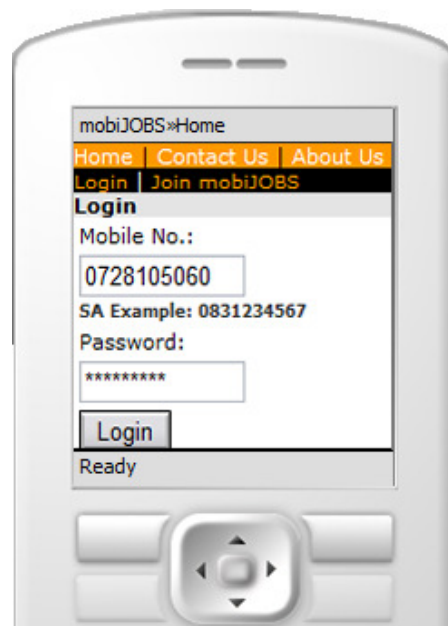 mobiJOBS»Home
Home | Contact Us | About Us
Login | Join mobiJOBS
Login
Mobile No.:
0728105060
SA Example: 0831234567
Password:
*********
Login
Ready